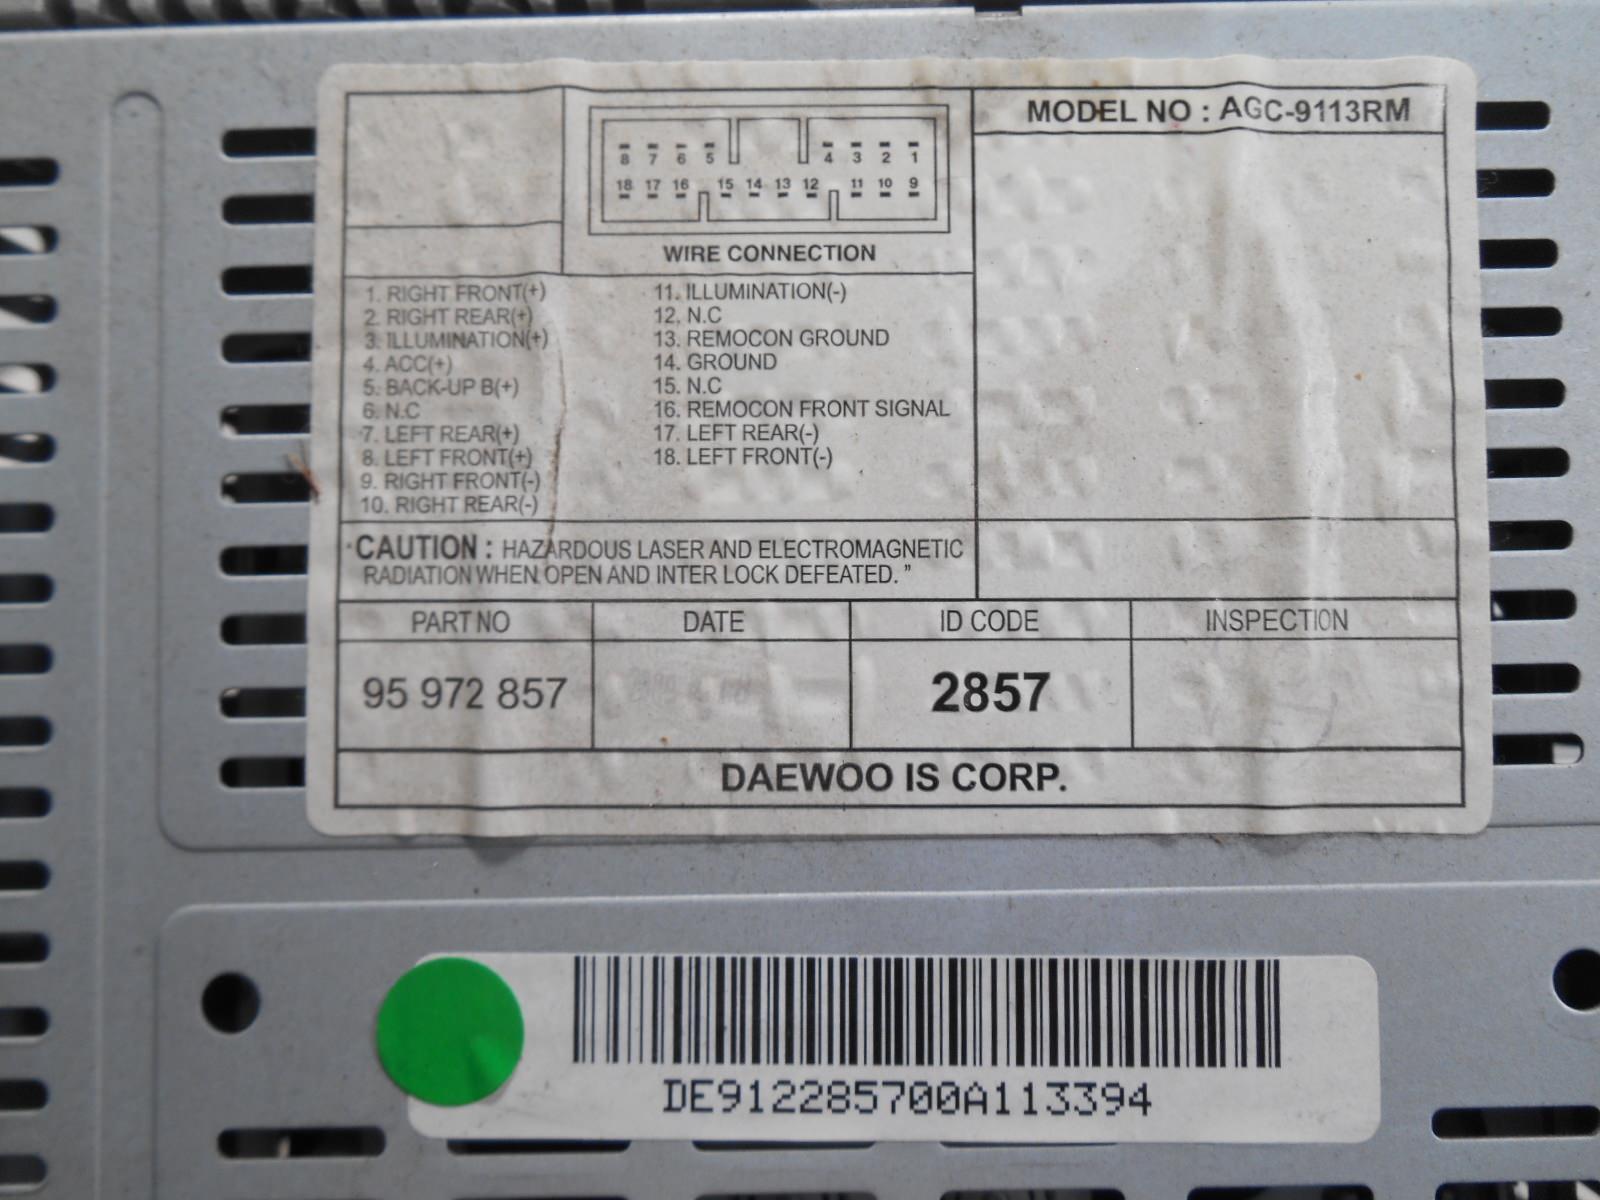 MODEL NO : AGC-9113RM
8 7 6 5 4 3 2 1
18 17 16 15 14 13 12 11 10 9
WIRE CONNECTION
1. RIGHT FRONT(+)
2. RIGHT REAR(+)
3. ILLUMINATION(+)
4. ACC(+)
5. BACK-UP B(+)
6. N.C
7. LEFT REAR(+)
8. LEFT FRONT(+)
9. RIGHT FRONT(-)
10. RIGHT REAR(-)
11. ILLUMINATION(-)
12. N.C
13. REMOCON GROUND
14. GROUND
15. N.C
16. REMOCON FRONT SIGNAL
17. LEFT REAR(-)
18. LEFT FRONT(-)
CAUTION : HAZARDOUS LASER AND ELECTROMAGNETIC
RADIATION WHEN OPEN AND INTER LOCK DEFEATED. ”
PART NO DATE ID CODE INSPECTION
95 972 857 2857
DAEWOO IS CORP.
DE912285700A113394